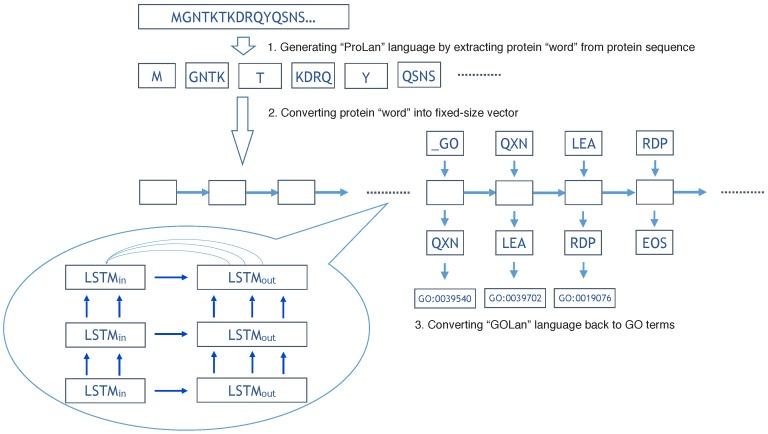 MGNTKTKDRQYQSNS...
1. Generating “ProLan” language by extracting protein “word” from protein sequence
M GNTK T KDRQ Y QSNS
2. Converting protein “word” into fixed-size vector
_GO QXN LEA RDP
QXN LEA RDP EOS
GO:0039540 GO:0039702 GO:0019076
3. Converting “GOLan” language back to GO terms
LSTMin LSTMout
LSTMin LSTMout
LSTMin LSTMout